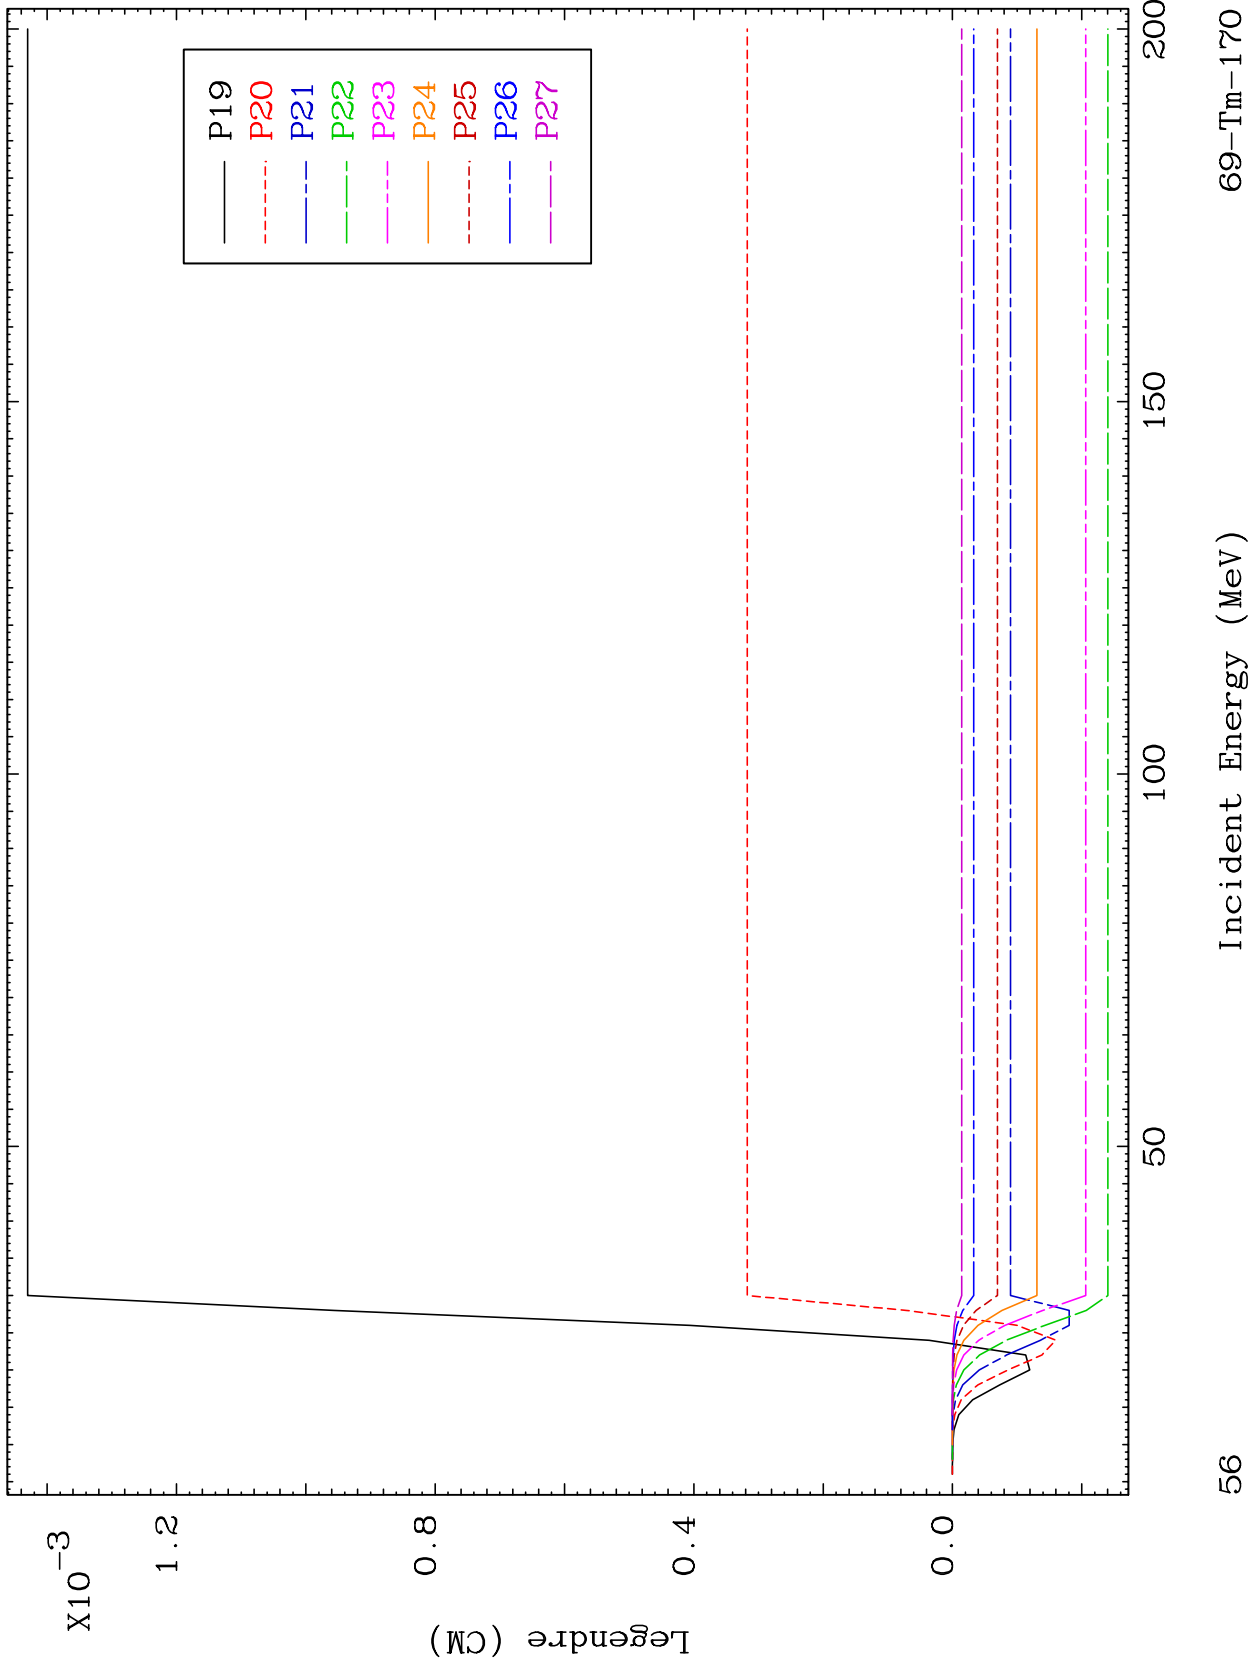 X10-3
1.2
0.8
0.4
0.0
Legendre (CM)
P19
P20
P21
P22
P23
P24
P25
P26
P27
50
100
150
200
Incident Energy (MeV)
56
69-Tm-170